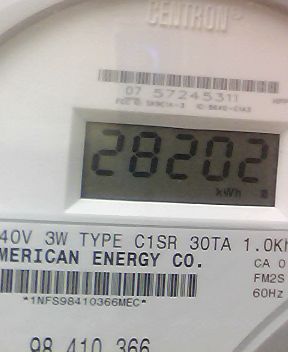 CENTRON®
07 57245311
28202
kWh
40V 3W TYPE C1SR 30TA 1.0Kh
MERICAN ENERGY CO.
CA 0
FM2S
60Hz
*1NFS98410366MEC*
98 410 366